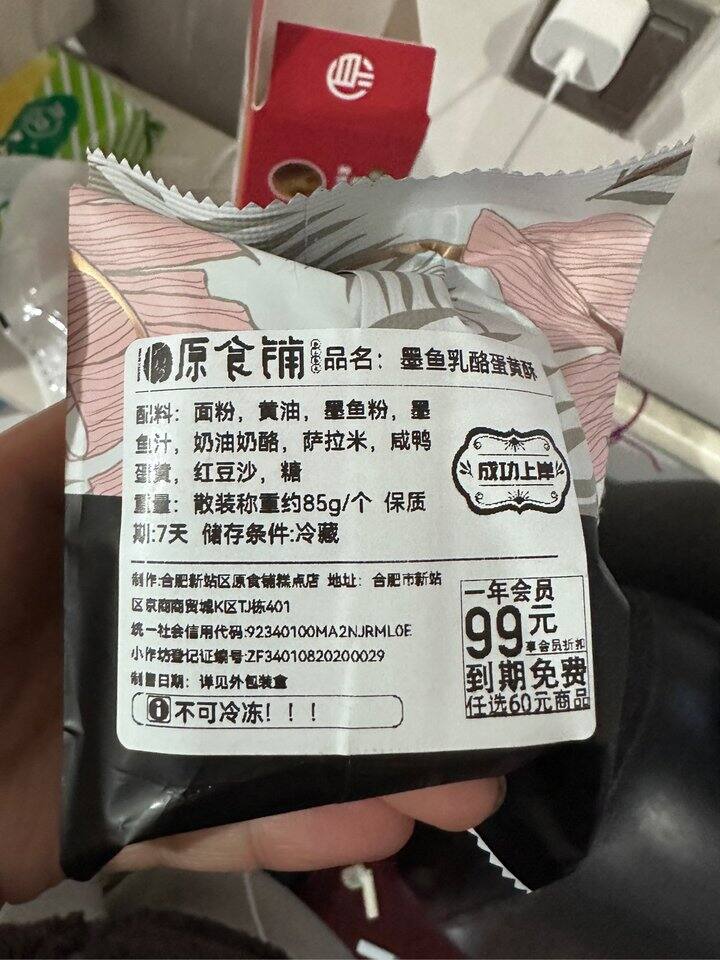 原食铺
品名：墨鱼乳酪蛋黄酥
配料：面粉，黄油，墨鱼粉，墨
鱼汁，奶油奶酪，萨拉米，咸鸭
蛋黄，红豆沙，糖
重量：散装称重约85g/个 保质
期:7天 储存条件:冷藏
成功上岸
制作:合肥新站区原食铺糕点店 地址：合肥市新站
区京商商贸城K区TJ栋401
统一社会信用代码:92340100MA2NJRML0E
小作坊登记证编号:ZF34010820200029
制售日期：详见外包装盒
不可冷冻！！！
一年会员
99元
享会员折扣
到期免费
任选60元商品